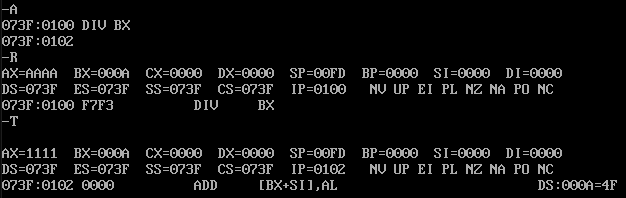 -A
073F:0100 DIV BX
073F:0102
-R
AX=AAAA  BX=000A  CX=0000  DX=0000  SP=00FD  BP=0000  SI=0000  DI=0000
DS=073F  ES=073F  SS=073F  CS=073F  IP=0100   NV UP EI PL NZ NA PO NC
073F:0100 F7F3          DIV     BX
-T
AX=1111  BX=000A  CX=0000  DX=0000  SP=00FD  BP=0000  SI=0000  DI=0000
DS=073F  ES=073F  SS=073F  CS=073F  IP=0102   NV UP EI PL NZ NA PO NC
073F:0102 0000          ADD     [BX+SI],AL                         DS:000A=4F